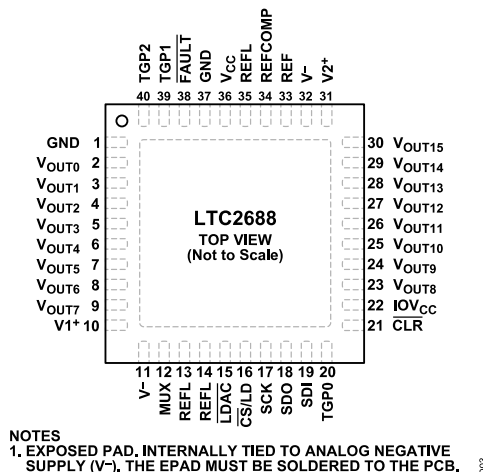 TGP2
TGP1
FAULT
GND
VCC
REFL
REFCOMP
REF
V–
V2+
40 39 38 37 36 35 34 33 32 31
GND 1
VOUT0 2
VOUT1 3
VOUT2 4
VOUT3 5
VOUT4 6
VOUT5 7
VOUT6 8
VOUT7 9
V1+ 10
LTC2688
TOP VIEW
(Not to Scale)
30 VOUT15
29 VOUT14
28 VOUT13
27 VOUT12
26 VOUT11
25 VOUT10
24 VOUT9
23 VOUT8
22 IOVCC
21 CLR
11 12 13 14 15 16 17 18 19 20
V–
MUX
REFL
REFL
LDAC
CS/LD
SCK
SDO
SDI
TGP0
NOTES
1. EXPOSED PAD. INTERNALLY TIED TO ANALOG NEGATIVE
SUPPLY (V–). THE EPAD MUST BE SOLDERED TO THE PCB.